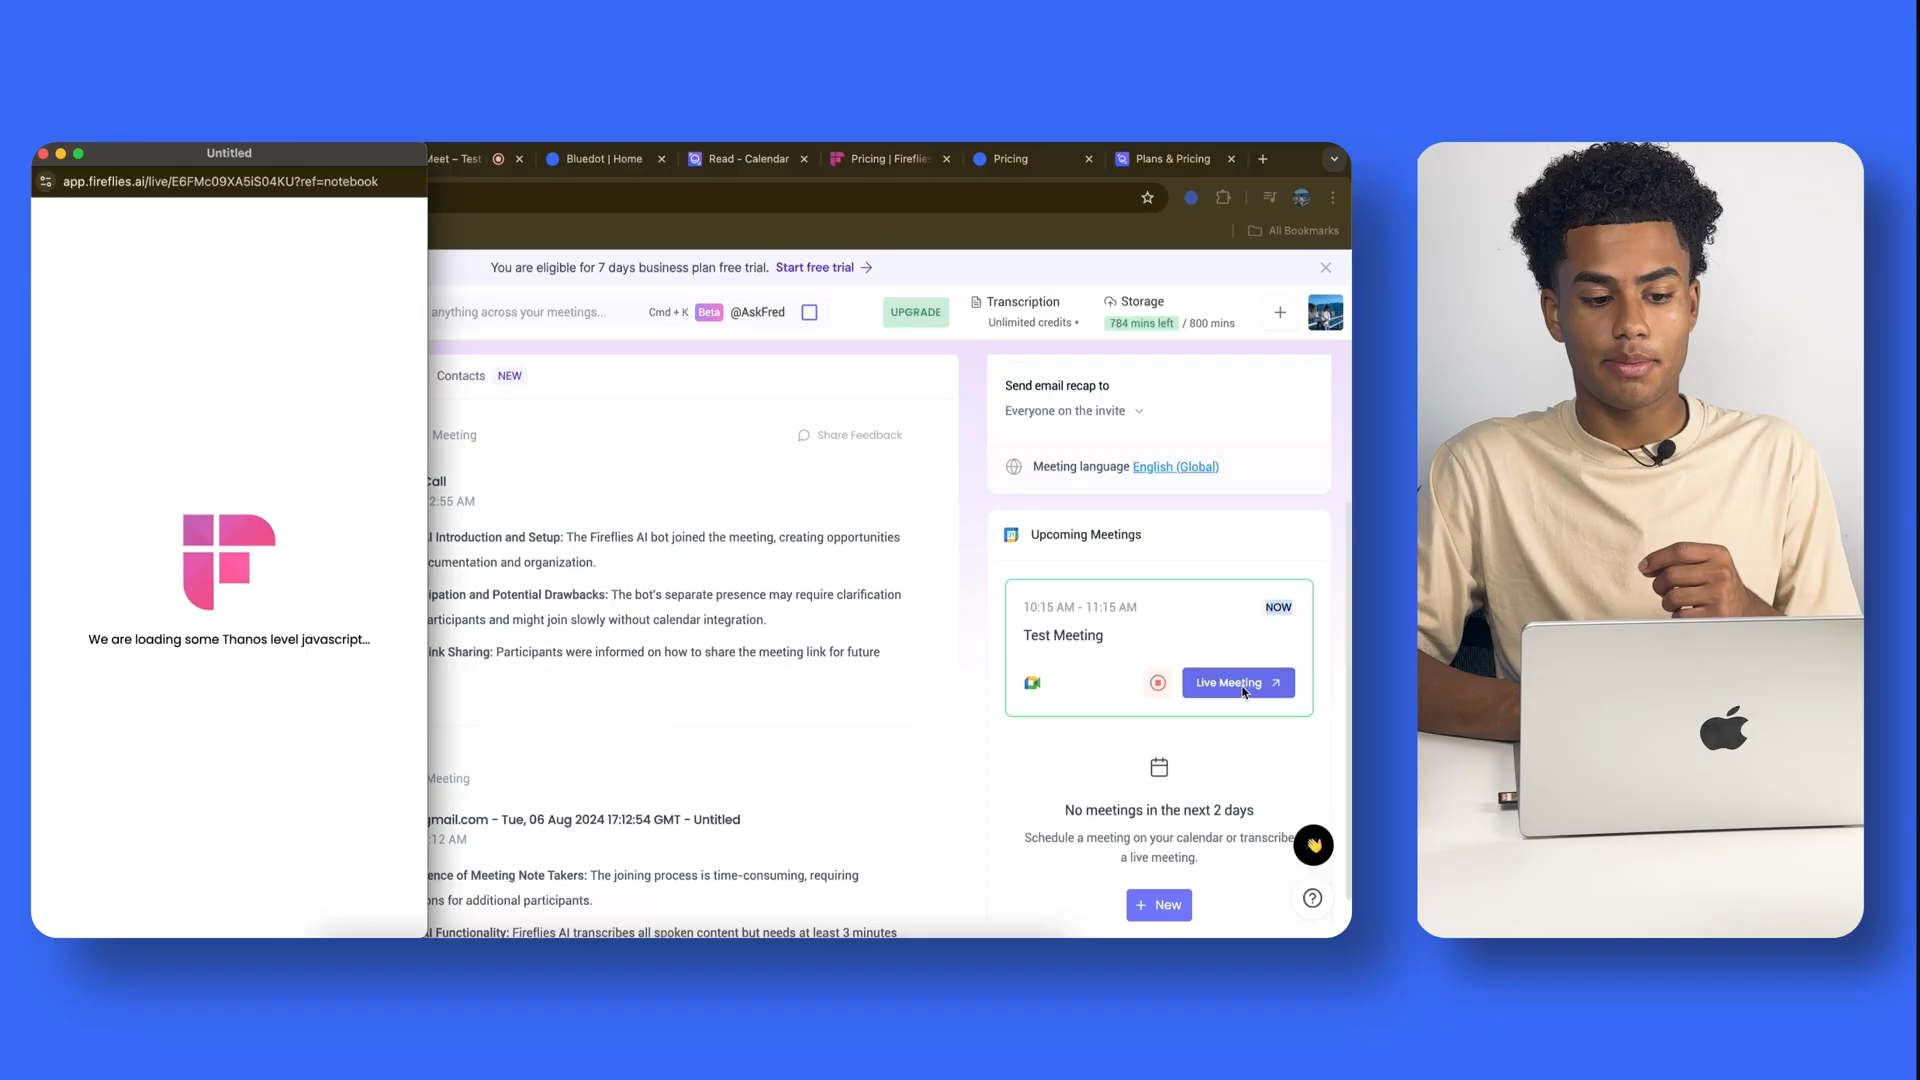 Untitled
app.fireflies.ai/live/E6FMc09XA5iS04KU?ref=notebook
We are loading some Thanos level javascript...
Meet – Test
Bluedot | Home
Read - Calendar
Pricing | Fireflie
Pricing
Plans & Pricing
All Bookmarks
You are eligible for 7 days business plan free trial. Start free trial →
anything across your meetings...
Cmd + K
Beta
@AskFred
UPGRADE
Transcription
Unlimited credits •
Storage
784 mins left / 800 mins
Contacts NEW
Meeting
Share Feedback
Call
2:55 AM
I Introduction and Setup: The Fireflies AI bot joined the meeting, creating opportunities
cumentation and organization.
ipation and Potential Drawbacks: The bot's separate presence may require clarification
articipants and might join slowly without calendar integration.
ink Sharing: Participants were informed on how to share the meeting link for future
Meeting
gmail.com - Tue, 06 Aug 2024 17:12:54 GMT - Untitled
:12 AM
ence of Meeting Note Takers: The joining process is time-consuming, requiring
ons for additional participants.
I Functionality: Fireflies AI transcribes all spoken content but needs at least 3 minutes
Send email recap to
Everyone on the invite
Meeting language English (Global)
Upcoming Meetings
10:15 AM - 11:15 AM
NOW
Test Meeting
Live Meeting
No meetings in the next 2 days
Schedule a meeting on your calendar or transcribe
a live meeting.
+ New